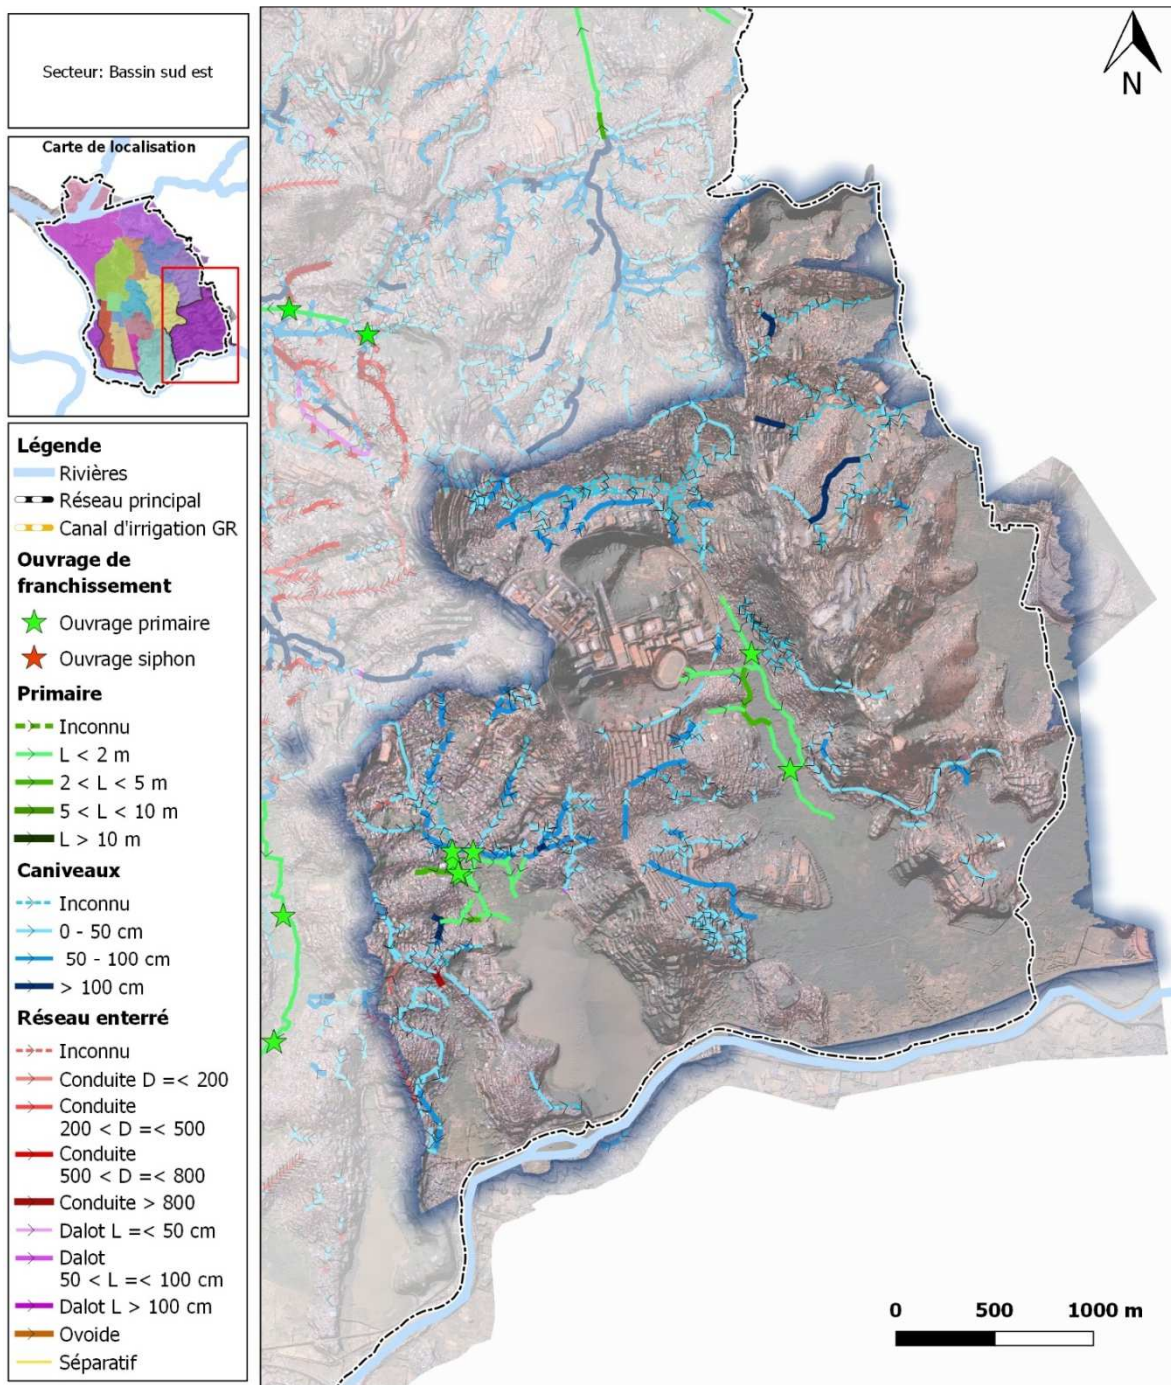 Secteur: Bassin sud est
Carte de localisation
Légende
Rivières
Réseau principal
Canal d'irrigation GR
Ouvrage de
franchissement
Ouvrage primaire
Ouvrage siphon
Primaire
Inconnu
L < 2 m
2 < L < 5 m
5 < L < 10 m
L > 10 m
Caniveaux
Inconnu
0 - 50 cm
50 - 100 cm
> 100 cm
Réseau enterré
Inconnu
Conduite D =< 200
Conduite
200 < D =< 500
Conduite
500 < D =< 800
Conduite > 800
Dalot L =< 50 cm
Dalot
50 < L =< 100 cm
Dalot L > 100 cm
Ovoide
Séparatif
N
0 500 1000 m